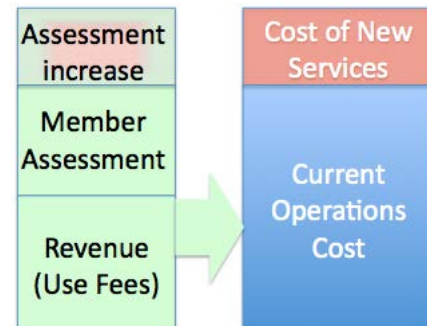 Assessment
increase
Member
Assessment
Revenue
(Use Fees)
Cost of New
Services
Current
Operations
Cost